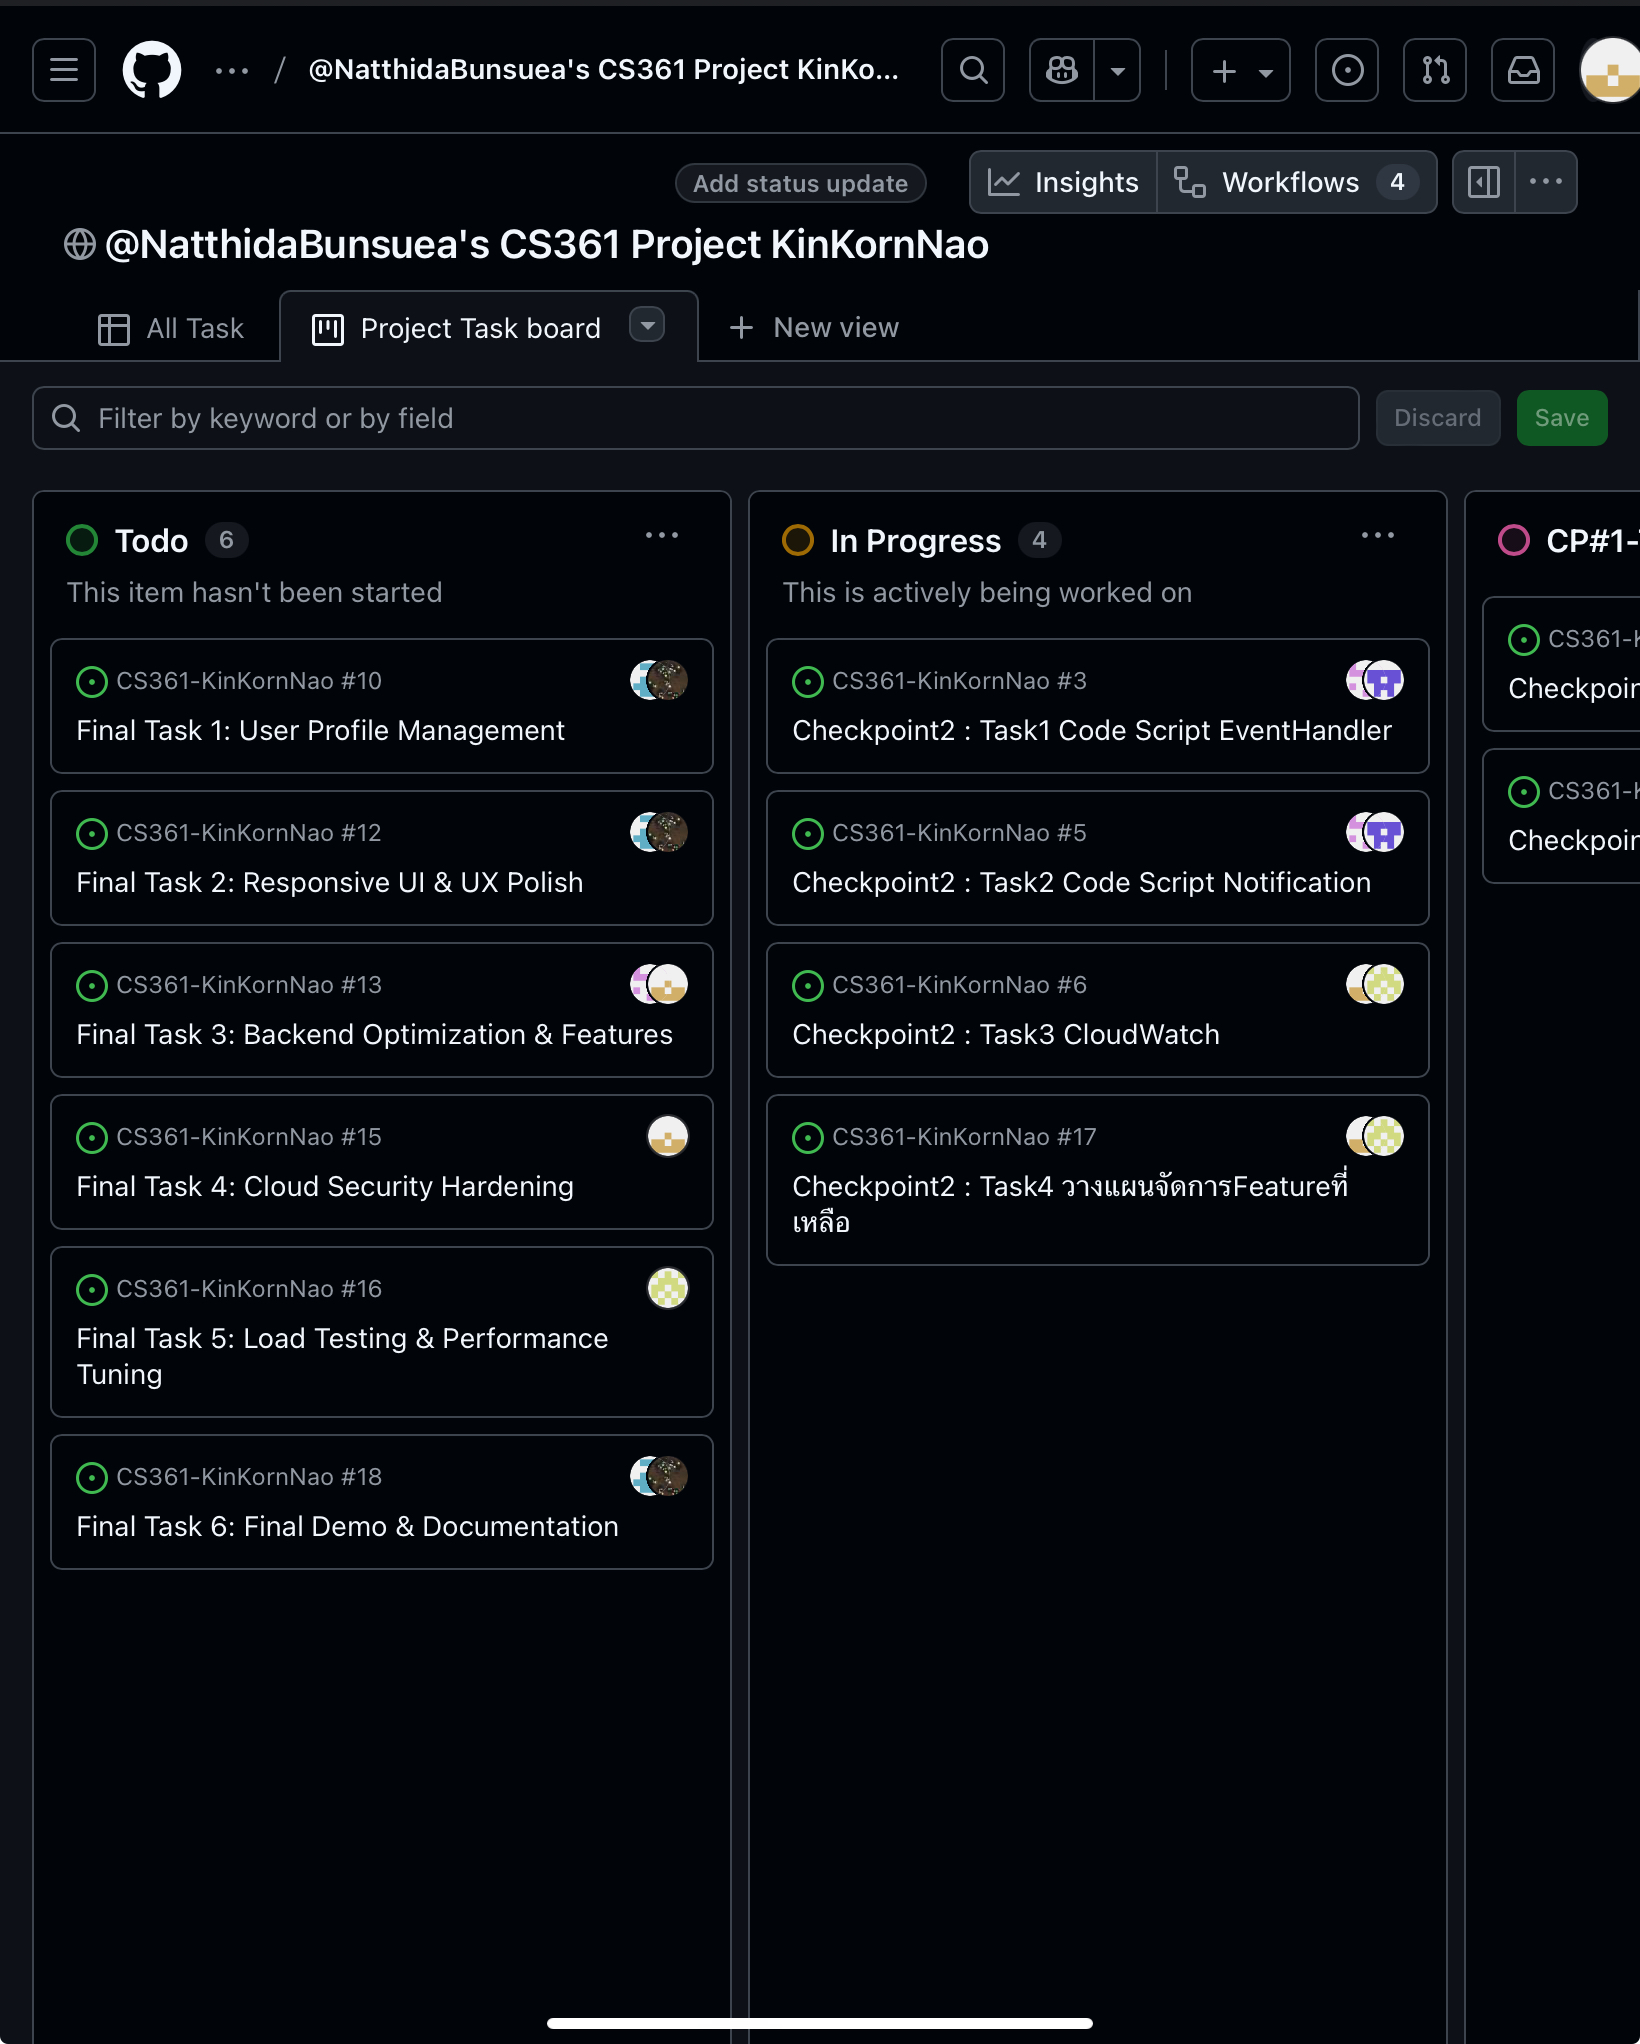 / @NatthidaBunsuea's CS361 Project KinKo...
Add status update
Insights
Workflows 4
@NatthidaBunsuea's CS361 Project KinKornNao
All Task
Project Task board
New view
Filter by keyword or by field
Discard
Save
Todo 6
This item hasn't been started
CS361-KinKornNao #10
Final Task 1: User Profile Management
CS361-KinKornNao #12
Final Task 2: Responsive UI & UX Polish
CS361-KinKornNao #13
Final Task 3: Backend Optimization & Features
CS361-KinKornNao #15
Final Task 4: Cloud Security Hardening
CS361-KinKornNao #16
Final Task 5: Load Testing & Performance
Tuning
CS361-KinKornNao #18
Final Task 6: Final Demo & Documentation
In Progress 4
This is actively being worked on
CS361-KinKornNao #3
Checkpoint2 : Task1 Code Script EventHandler
CS361-KinKornNao #5
Checkpoint2 : Task2 Code Script Notification
CS361-KinKornNao #6
Checkpoint2 : Task3 CloudWatch
CS361-KinKornNao #17
Checkpoint2 : Task4 วางแผนจัดการFeatureที่
เหลือ
CP#1-
CS361-
CS361-